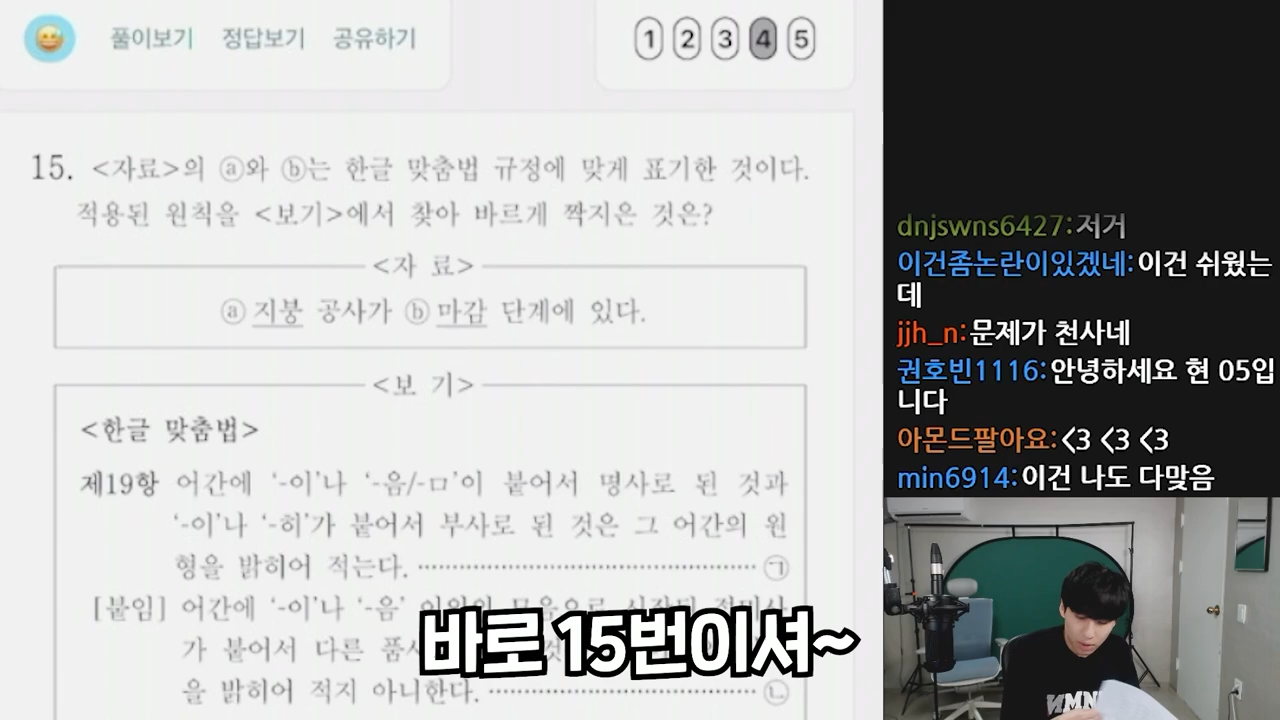 풀이보기 정답보기 공유하기
1 2 3 4 5
15. <자료>의 ⓐ와 ⓑ는 한글 맞춤법 규정에 맞게 표기한 것이다.
적용된 원칙을 <보기>에서 찾아 바르게 짝지은 것은?
<자 료>
ⓐ 지붕 공사가 ⓑ 마감 단계에 있다.
<보 기>
<한글 맞춤법>
제19항 어간에 ‘-이’나 ‘-음/-ㅁ’이 붙어서 명사로 된 것과
‘-이’나 ‘-히’가 붙어서 부사로 된 것은 그 어간의 원
형을 밝히어 적는다. ㉠
[붙임] 어간에 ‘-이’나 ‘-음’
가 붙어서 다른 품사
을 밝히어 적지 아니한다. ㉡
바로 15번이셔~
dnjswns6427:저거
이건좀논란이있겠네:이건 쉬웠는
데
jjh_n:문제가 천사네
권호빈1116:안녕하세요 현 05입
니다
아몬드팔아요:<3 <3 <3
min6914:이건 나도 다맞음